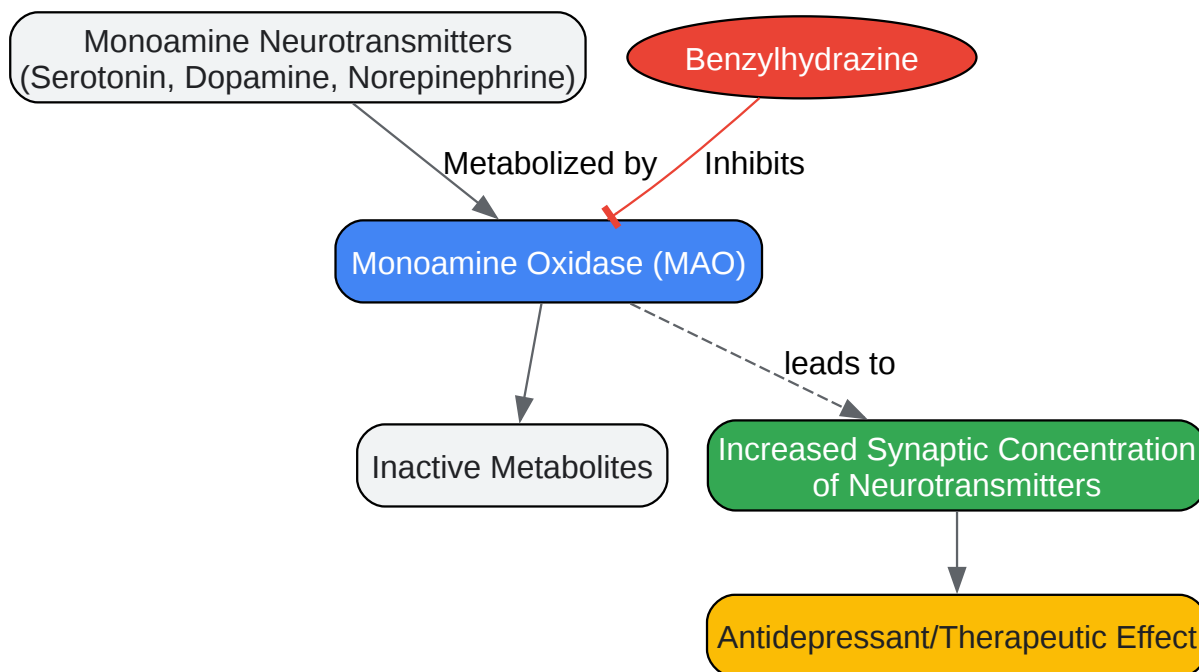 Monoamine Neurotransmitters
(Serotonin, Dopamine, Norepinephrine)
Benzylhydrazine
Metabolized by
Inhibits
Monoamine Oxidase (MAO)
leads to
Inactive Metabolites
Increased Synaptic Concentration
of Neurotransmitters
Antidepressant/Therapeutic Effect